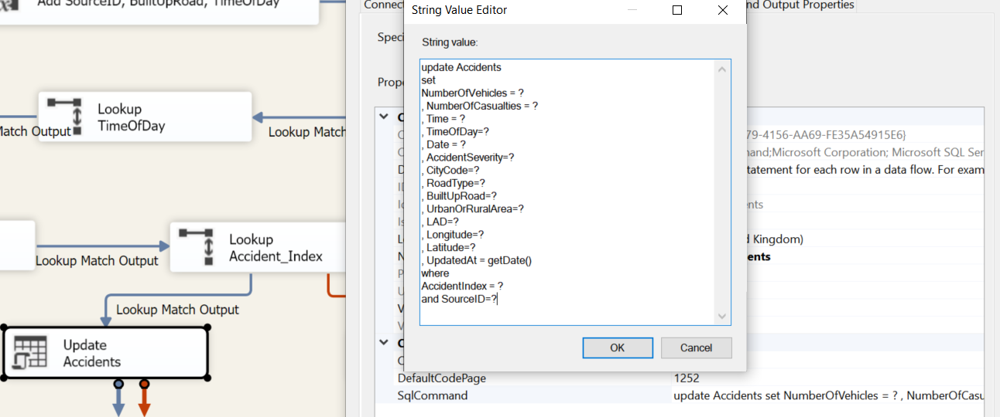 Add SourceID, BuiltUpRoad, TimeOfDay
Lookup
TimeOfDay
Match Output
Lookup Match
Lookup Match Output
Lookup
Accident_Index
Lookup Match Output
Update
Accidents
Connect
and Output Properties
String Value Editor
String value:
update Accidents
set
NumberOfVehicles = ?
, NumberOfCasualties = ?
, Time = ?
, TimeOfDay=?
, Date = ?
, AccidentSeverity=?
, CityCode=?
, RoadType=?
, BuiltUpRoad=?
, UrbanOrRuralArea=?
, LAD=?
, Longitude=?
, Latitude=?
, UpdatedAt = getDate()
where
AccidentIndex = ?
and SourceID=?
OK
Cancel
Speci
Prope
79-4156-AA69-FE35A54915E6}
mand;Microsoft Corporation; Microsoft SQL Ser
tatement for each row in a data flow. For exam
ents
d Kingdom)
ents
DefaultCodePage
1252
SqlCommand
update Accidents set NumberOfVehicles = ? , NumberOfCasu